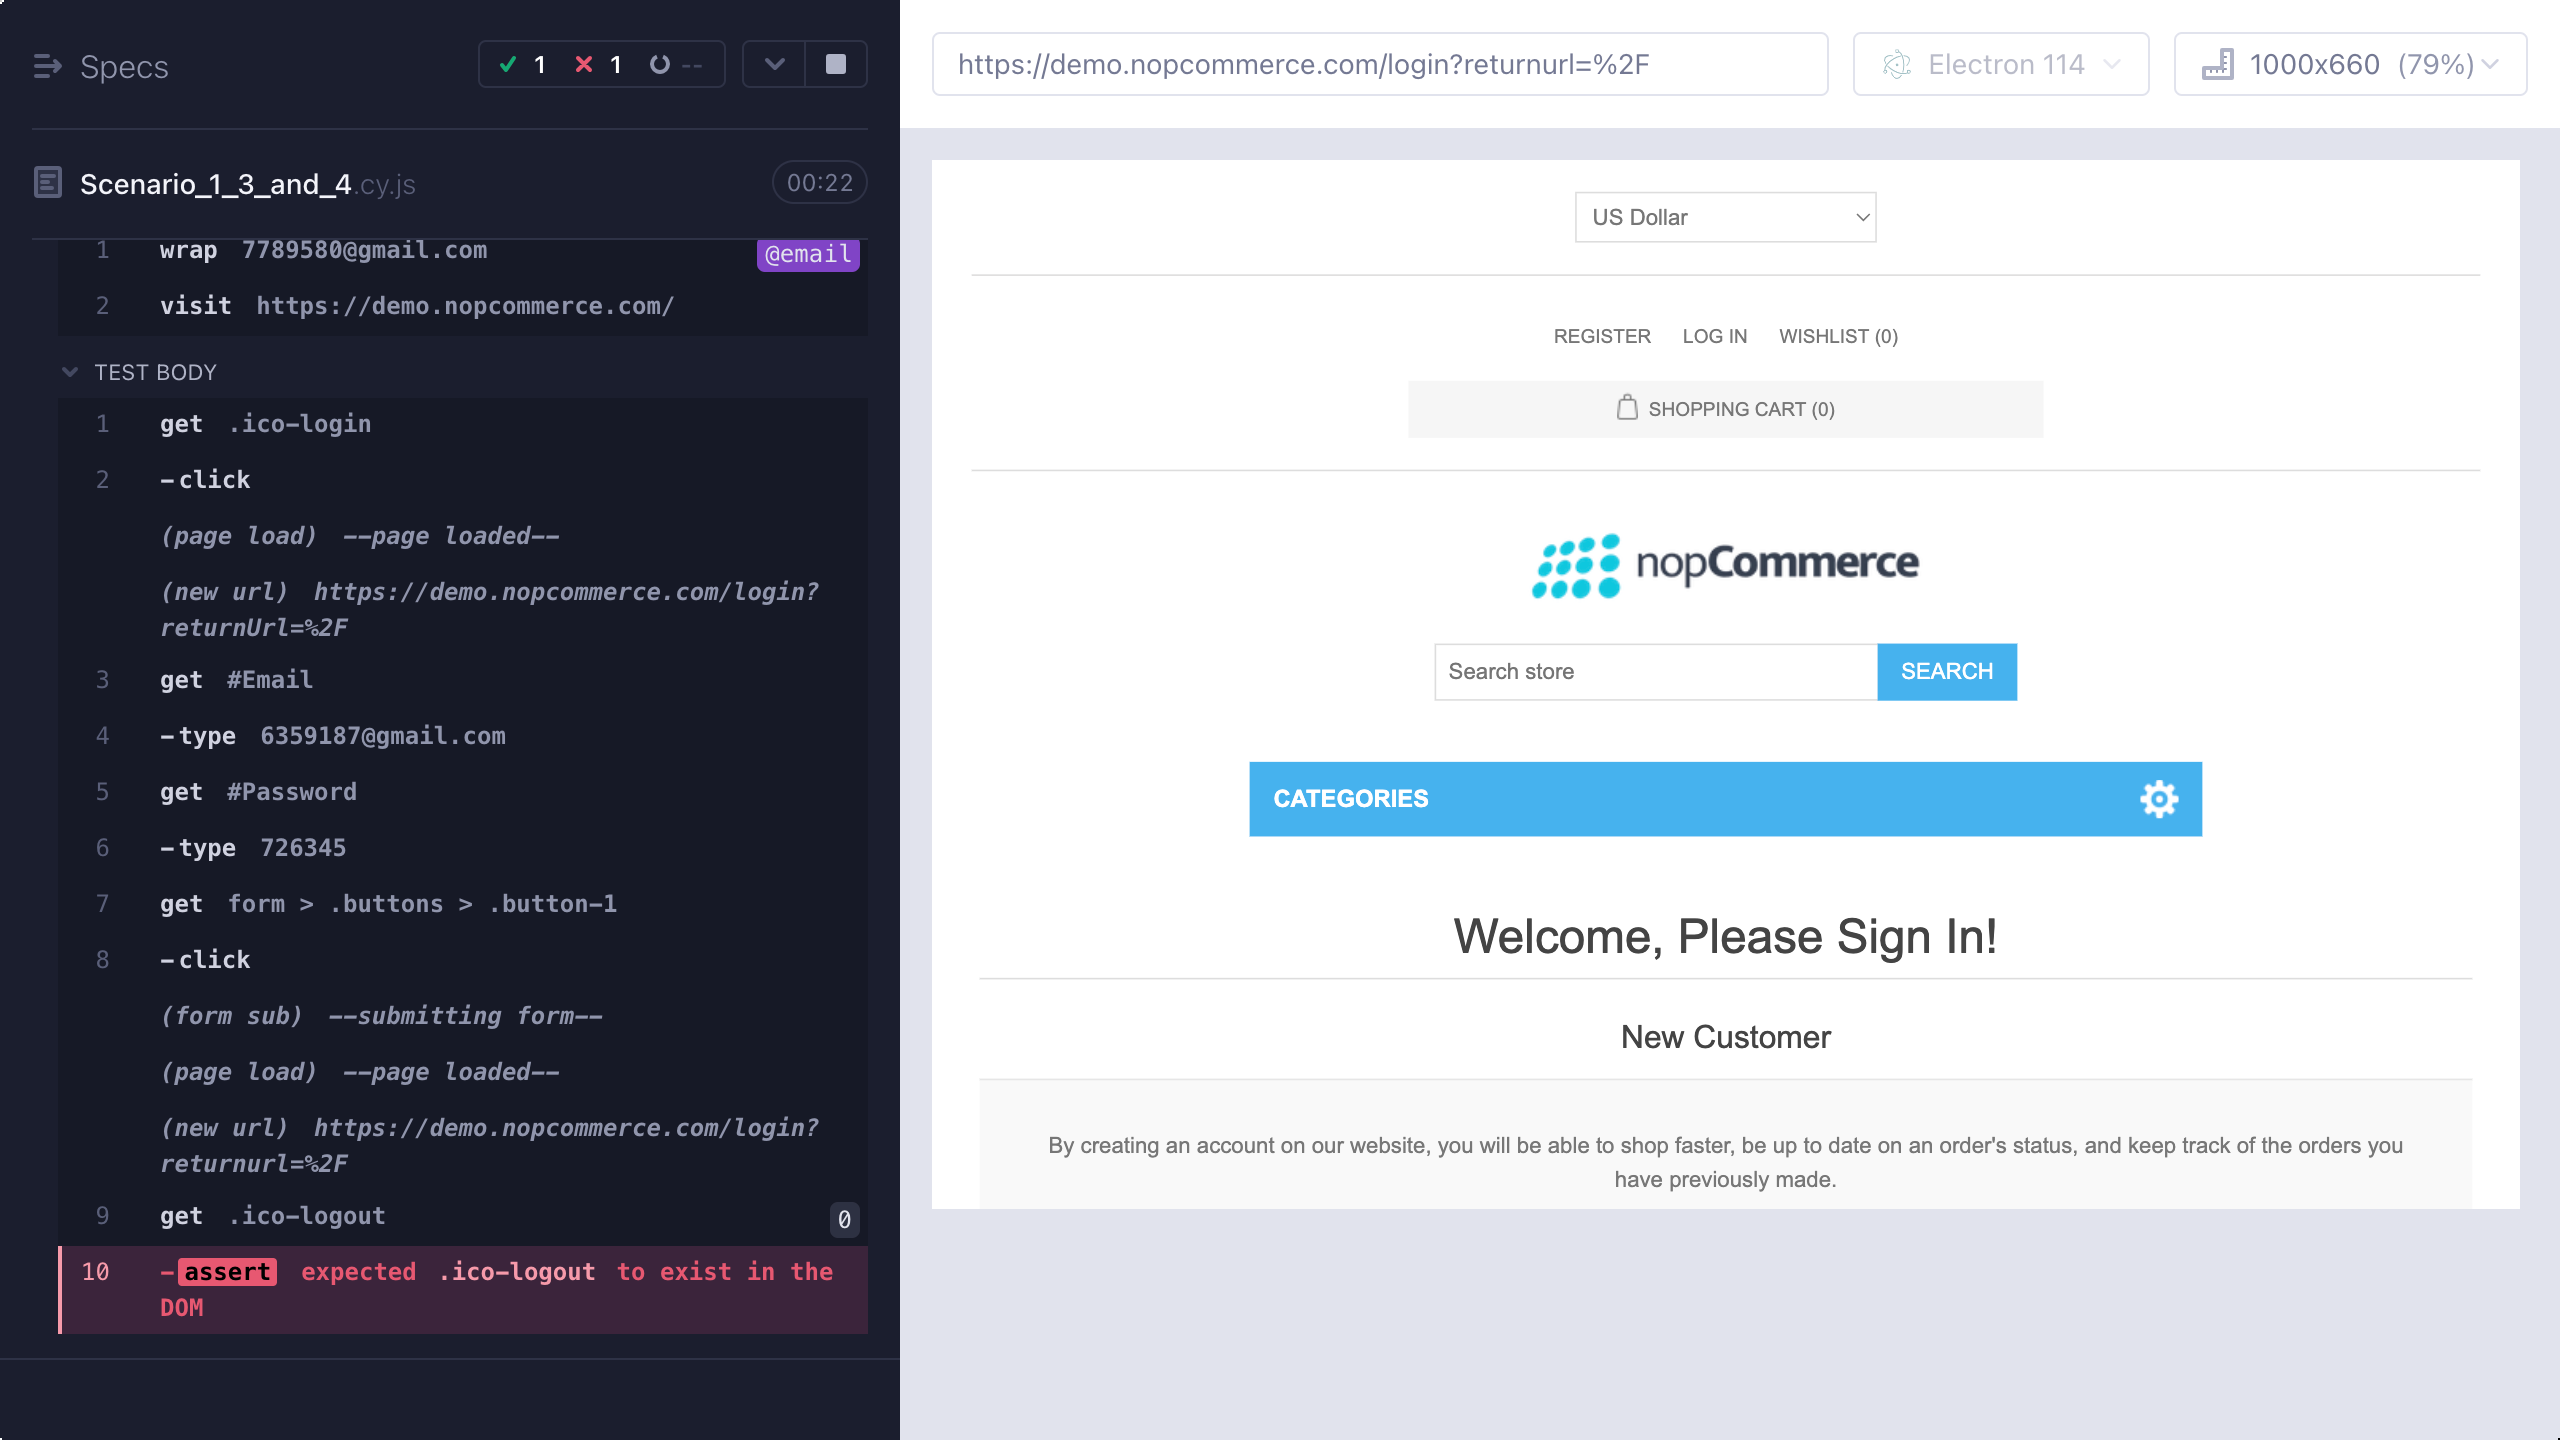 Specs
1 1 --
Scenario_1_3_and_4.cy.js 00:22
1 wrap 7789580@gmail.com @email
2 visit https://demo.nopcommerce.com/
TEST BODY
1 get .ico-login
2 -click
(page load) --page loaded--
(new url) https://demo.nopcommerce.com/login?
returnUrl=%2F
3 get #Email
4 -type 6359187@gmail.com
5 get #Password
6 -type 726345
7 get form > .buttons > .button-1
8 -click
(form sub) --submitting form--
(page load) --page loaded--
(new url) https://demo.nopcommerce.com/login?
returnurl=%2F
9 get .ico-logout 0
10 -assert expected .ico-logout to exist in the
DOM
https://demo.nopcommerce.com/login?returnurl=%2F
Electron 114
1000x660 (79%)
US Dollar
REGISTER LOG IN WISHLIST (0)
SHOPPING CART (0)
nopCommerce
Search store SEARCH
CATEGORIES
Welcome, Please Sign In!
New Customer
By creating an account on our website, you will be able to shop faster, be up to date on an order's status, and keep track of the orders you
have previously made.